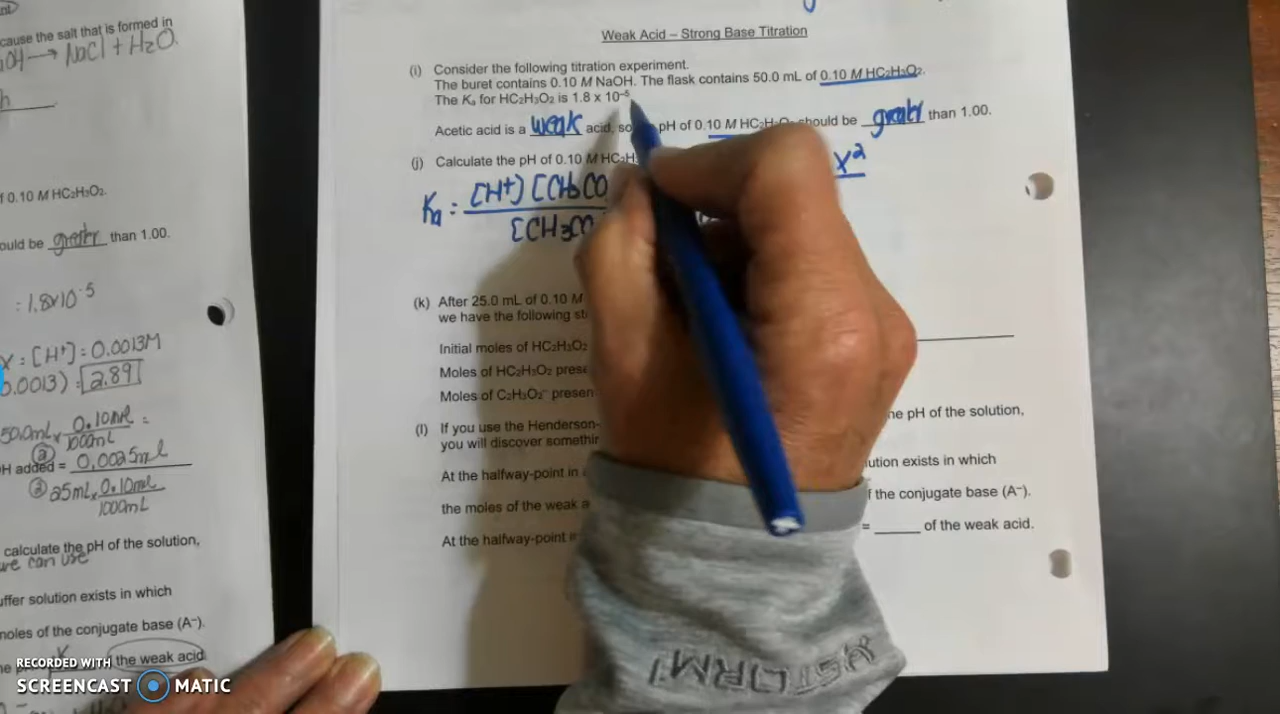 cause the salt that is formed in
→ NaCl + H₂O
f 0.10 M HC₂H₃O₂.
ould be greater than 1.00.
= 1.8x10⁻⁵
X = [H⁺] = 0.0013M
0.0013) = 2.89
50.0mL x 0.10mol =
1000mL
②
H added = 0.0025mol
③ 25mL x 0.10mol
1000mL
calculate the pH of the solution,
we can use
uffer solution exists in which
moles of the conjugate base (A⁻).
the weak acid
RECORDED WITH
SCREENCAST MATIC
Weak Acid – Strong Base Titration
(i) Consider the following titration experiment.
The buret contains 0.10 M NaOH. The flask contains 50.0 mL of 0.10 M HC₂H₃O₂.
The Kₐ for HC₂H₃O₂ is 1.8 x 10⁻⁵
Acetic acid is a weak acid, so pH of 0.10 M HC₂H₃O₂ should be greater than 1.00.
(j) Calculate the pH of 0.10 M HC₂H
Kₐ = [H⁺][CH₃CO
[CH₃CO
X²
(k) After 25.0 mL of 0.10 M
we have the following st
Initial moles of HC₂H₃O₂
Moles of HC₂H₃O₂ prese
Moles of C₂H₃O₂⁻ presen
(l) If you use the Henderson- he pH of the solution,
you will discover somethin
At the halfway-point in ution exists in which
the moles of the weak a f the conjugate base (A⁻).
At the halfway-point in = ____ of the weak acid.